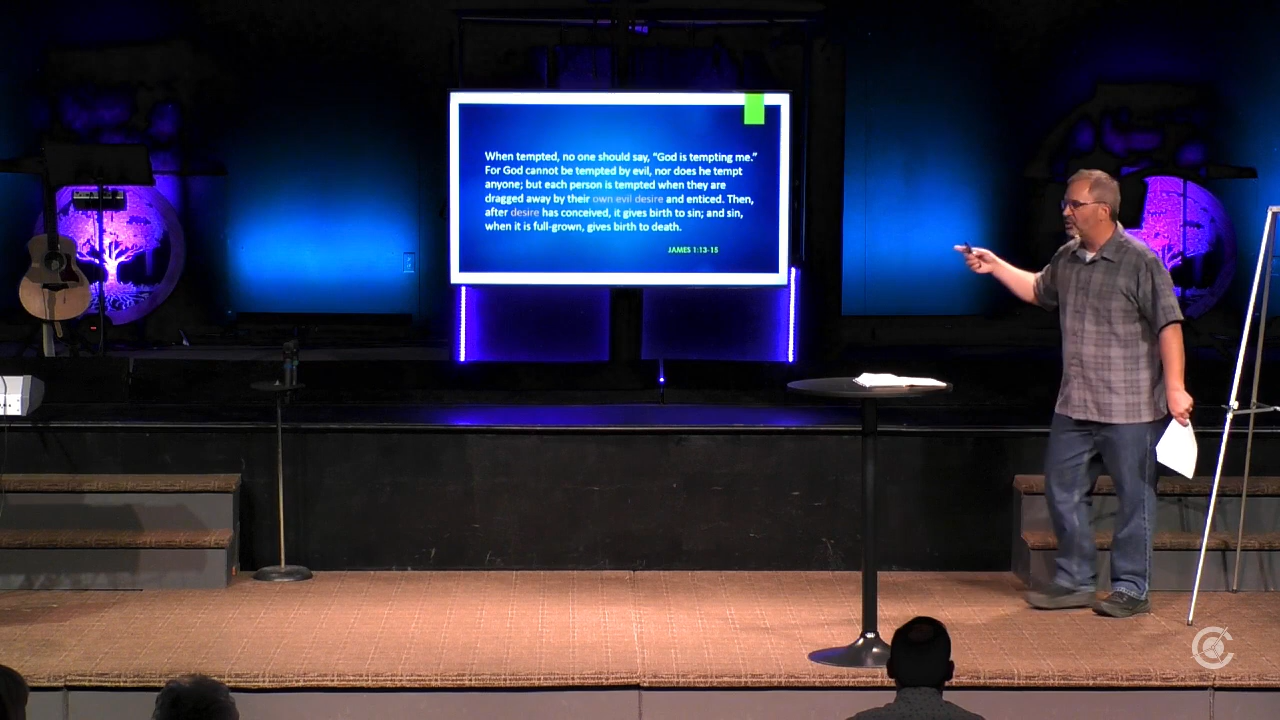 When tempted, no one should say, “God is tempting me.”
For God cannot be tempted by evil, nor does he tempt
anyone; but each person is tempted when they are
dragged away by their own evil desire and enticed. Then,
after desire has conceived, it gives birth to sin; and sin,
when it is full-grown, gives birth to death.
JAMES 1:13-15